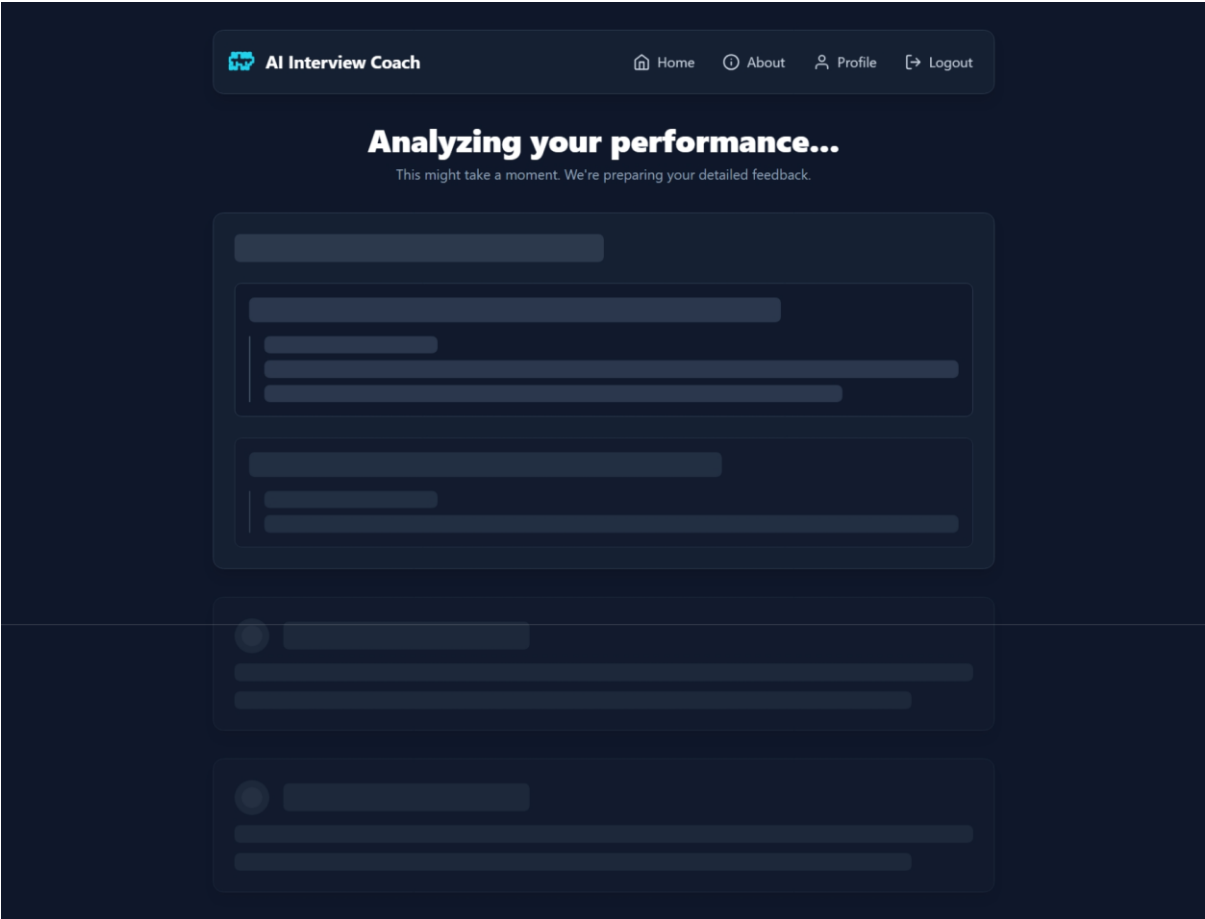 AI Interview Coach
Home About Profile Logout
Analyzing your performance...
This might take a moment. We're preparing your detailed feedback.